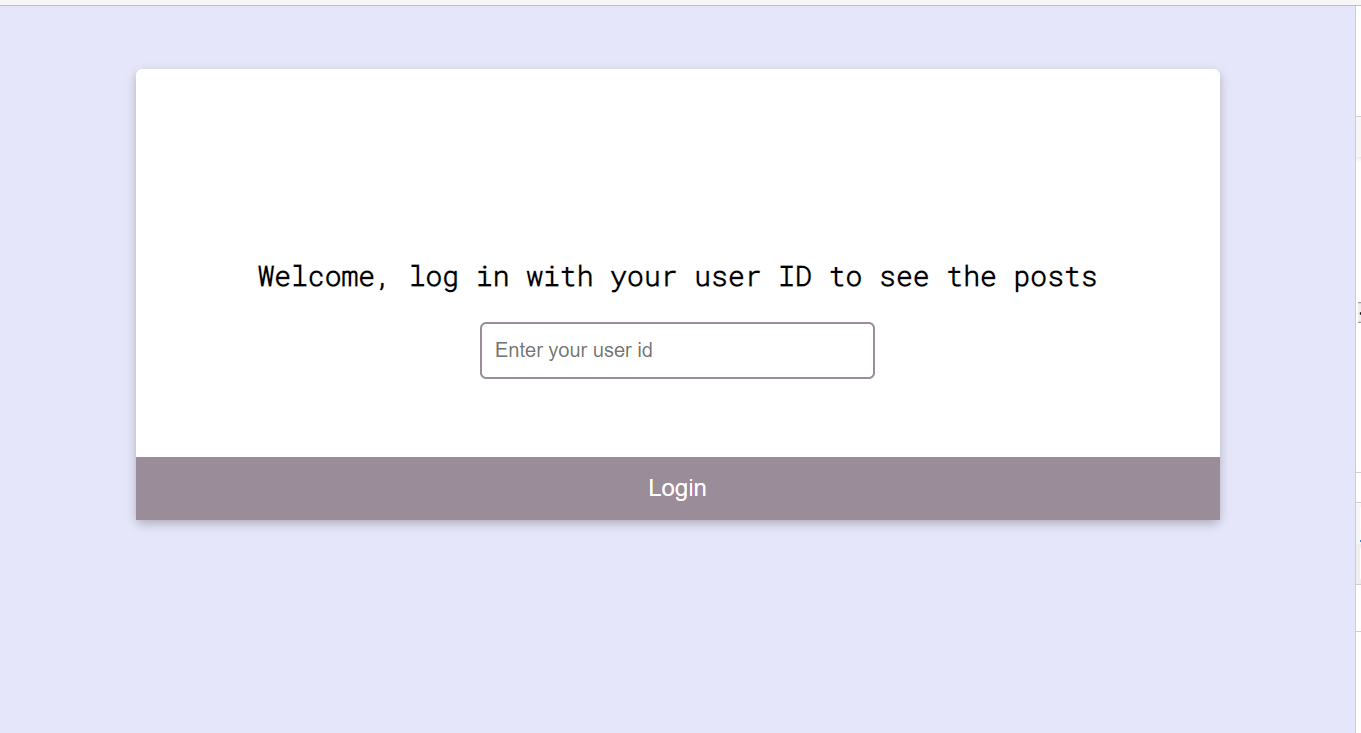 Welcome, log in with your user ID to see the posts
Enter your user id
Login